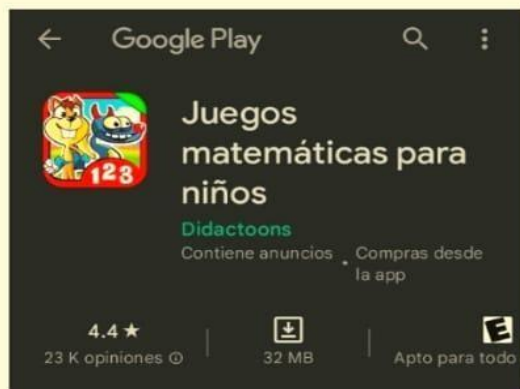 Google Play
Juegos
matemáticas para
niños
123
Didactoons
Contiene anuncios . Compras desde
la app
4.4 ★
23 K opiniones
32 MB
E
Apto para todo